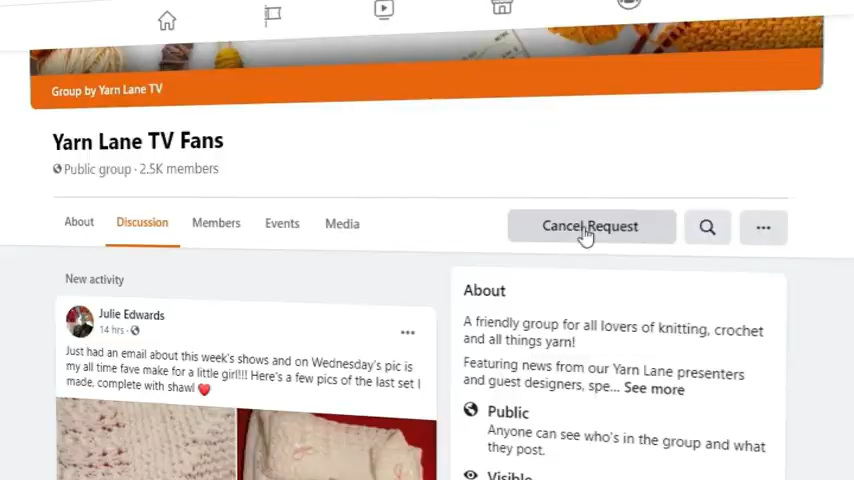 Group by Yarn Lane TV
Yarn Lane TV Fans
Public group · 2.5K members
About
Discussion
Members
Events
Media
Cancel Request
New activity
Julie Edwards
14 hrs ·
Just had an email about this week's shows and on Wednesday's pic is
my all time fave make for a little girl!!! Here's a few pics of the last set I
made, complete with shawl ❤️
About
A friendly group for all lovers of knitting, crochet
and all things yarn!
Featuring news from our Yarn Lane presenters
and guest designers, spe... See more
Public
Anyone can see who's in the group and what
they post.
Visible